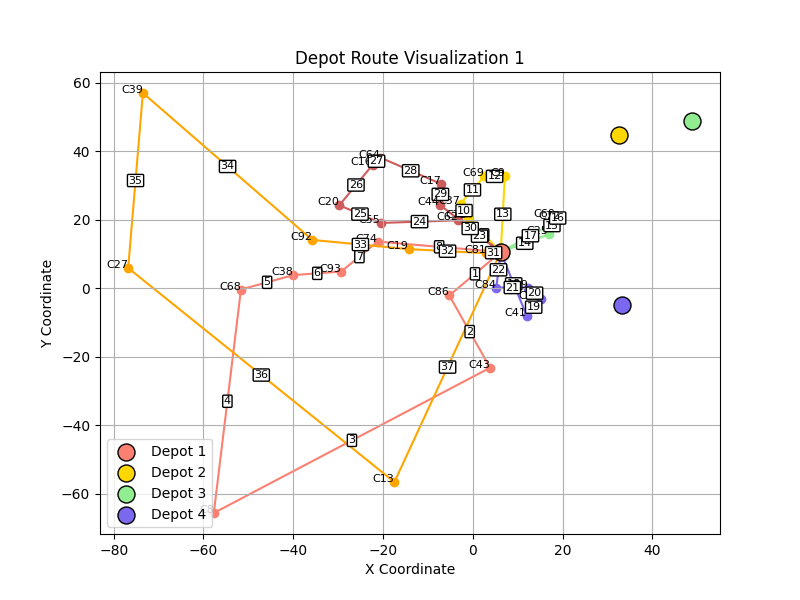 Depot Route Visualization 1
60
40
20
0
−20
−40
−60
−80
−60
−40
−20
0
20
40
Y Coordinate
X Coordinate
C39
34
35
C64
27
C16
28
C17
26
29
C20
25
C55
24
C44
C37
10
C69
12
11
13
30
23
C92
33
C74
C19
32
C81
31
14
17
15
16
C27
C38
6
C93
7
5
C68
1
22
C84
21
20
19
C41
C86
2
C43
37
36
4
3
C13
Depot 1
Depot 2
Depot 3
Depot 4